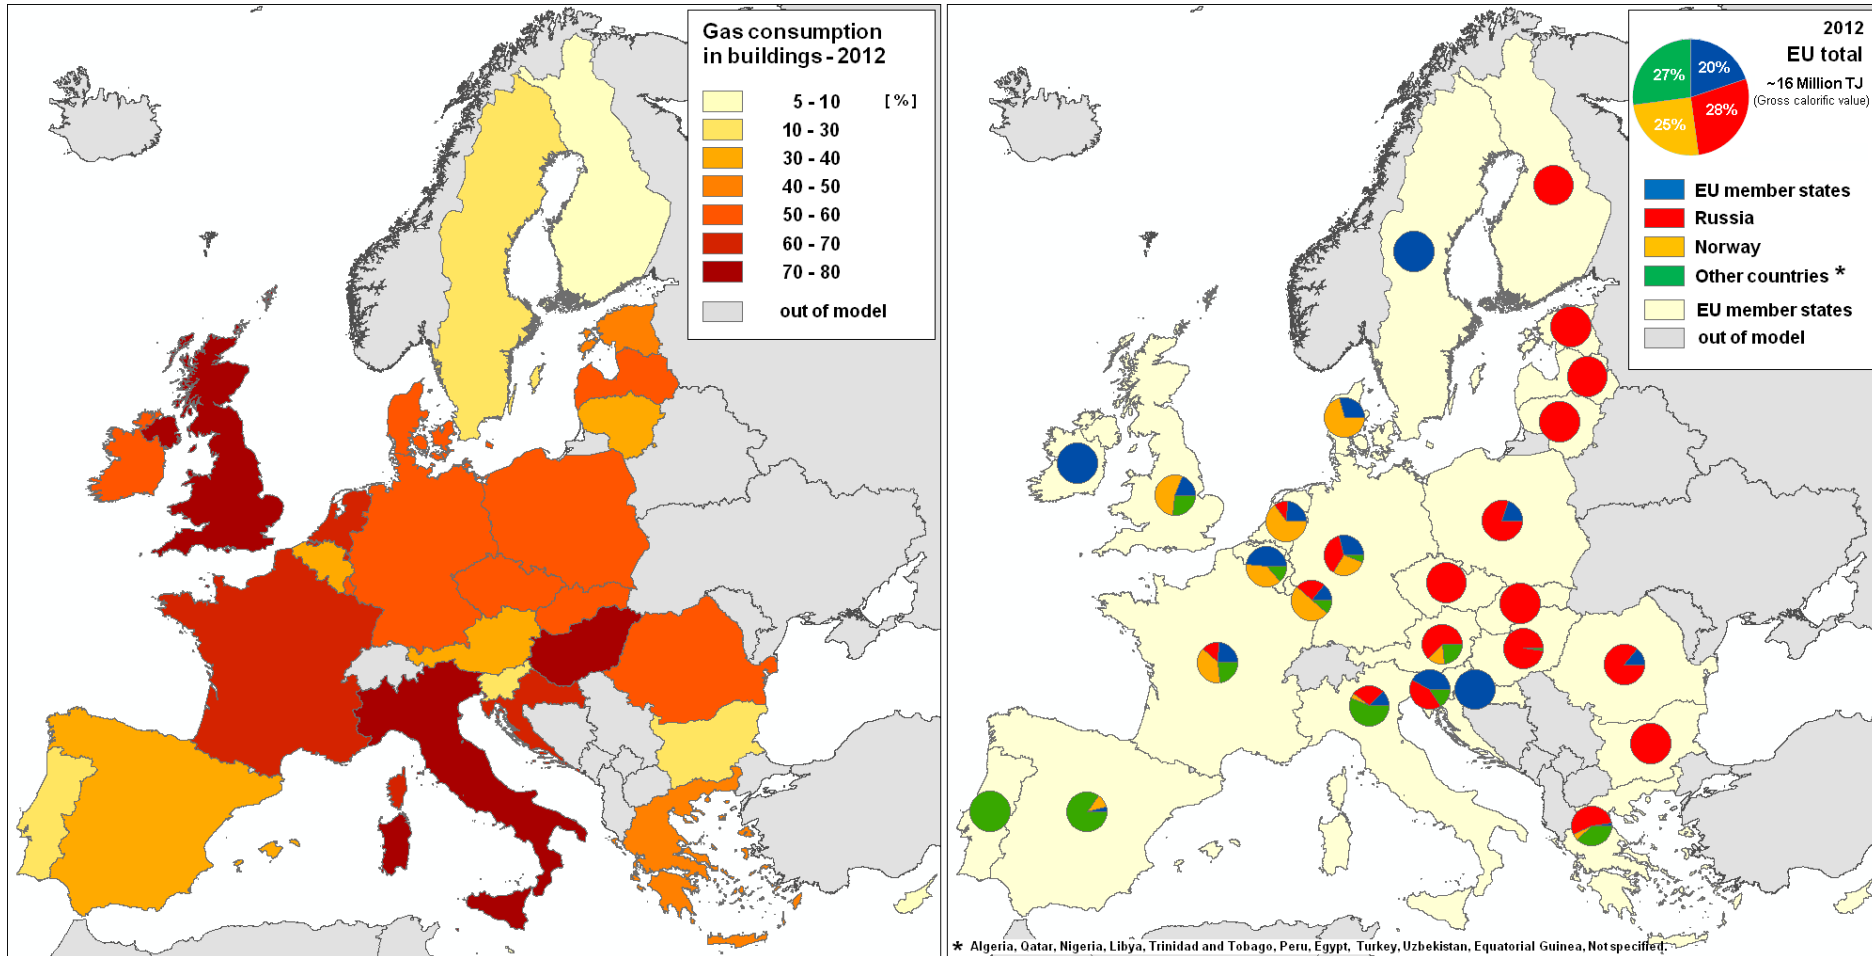 Gas consumption
in buildings - 2012
5 - 10 [%]
10 - 30
30 - 40
40 - 50
50 - 60
60 - 70
70 - 80
out of model
2012
EU total
~16 Million TJ
(Gross calorific value)
27%
20%
25%
28%
EU member states
Russia
Norway
Other countries *
EU member states
out of model
* Algeria, Qatar, Nigeria, Libya, Trinidad and Tobago, Peru, Egypt, Turkey, Uzbekistan, Equatorial Guinea, Not specified.